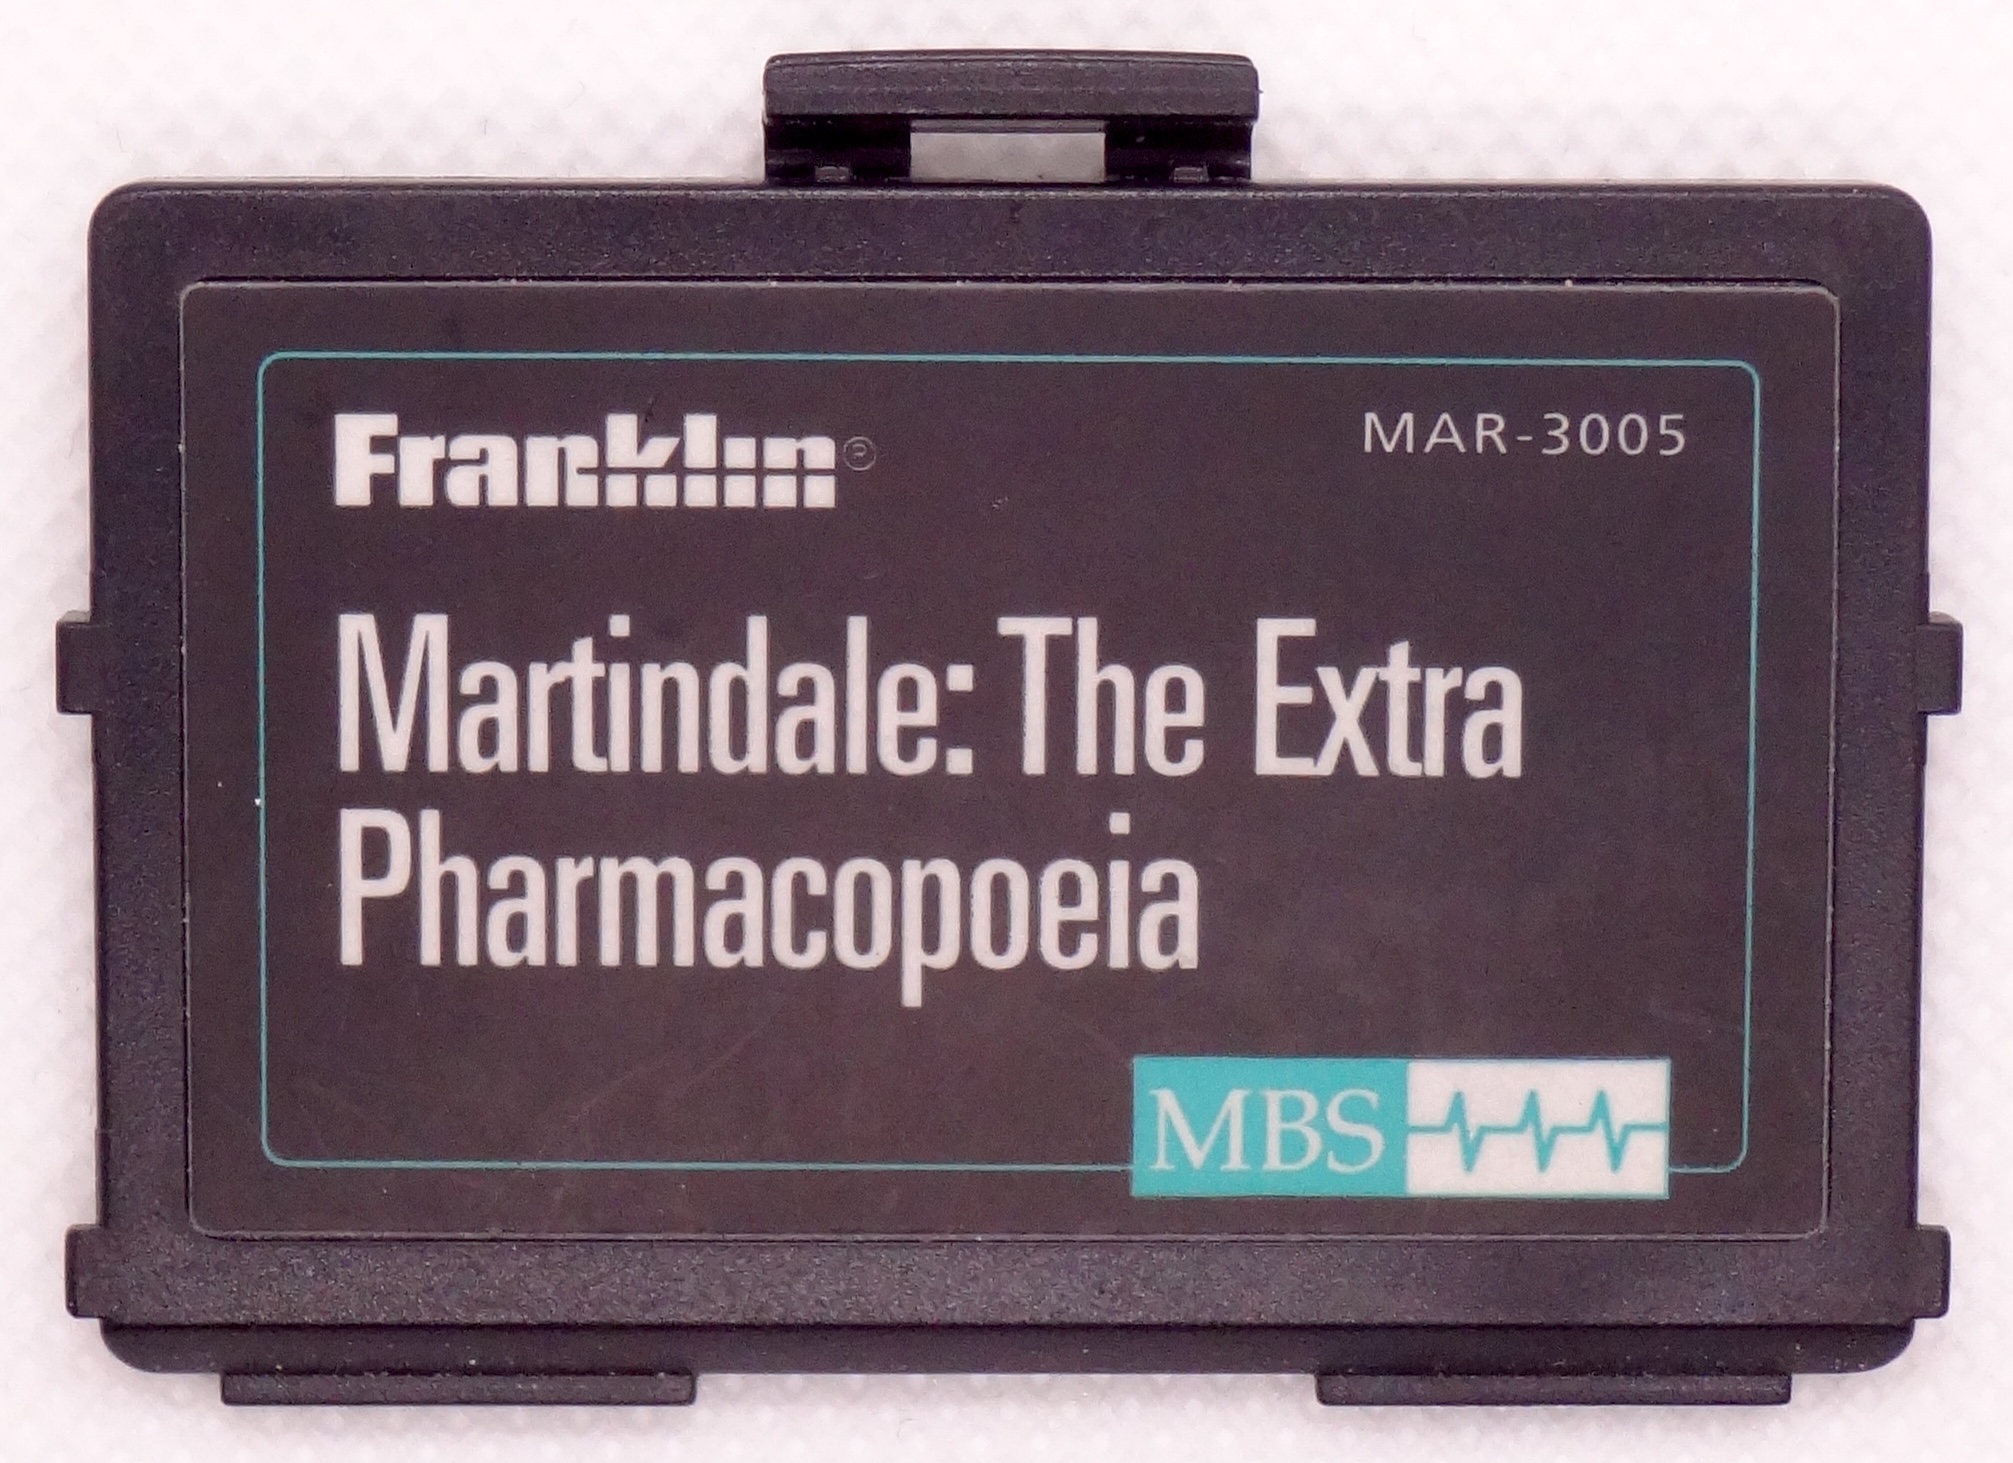 Franklin®
MAR-3005
Martindale: The Extra
Pharmacopoeia
MBS